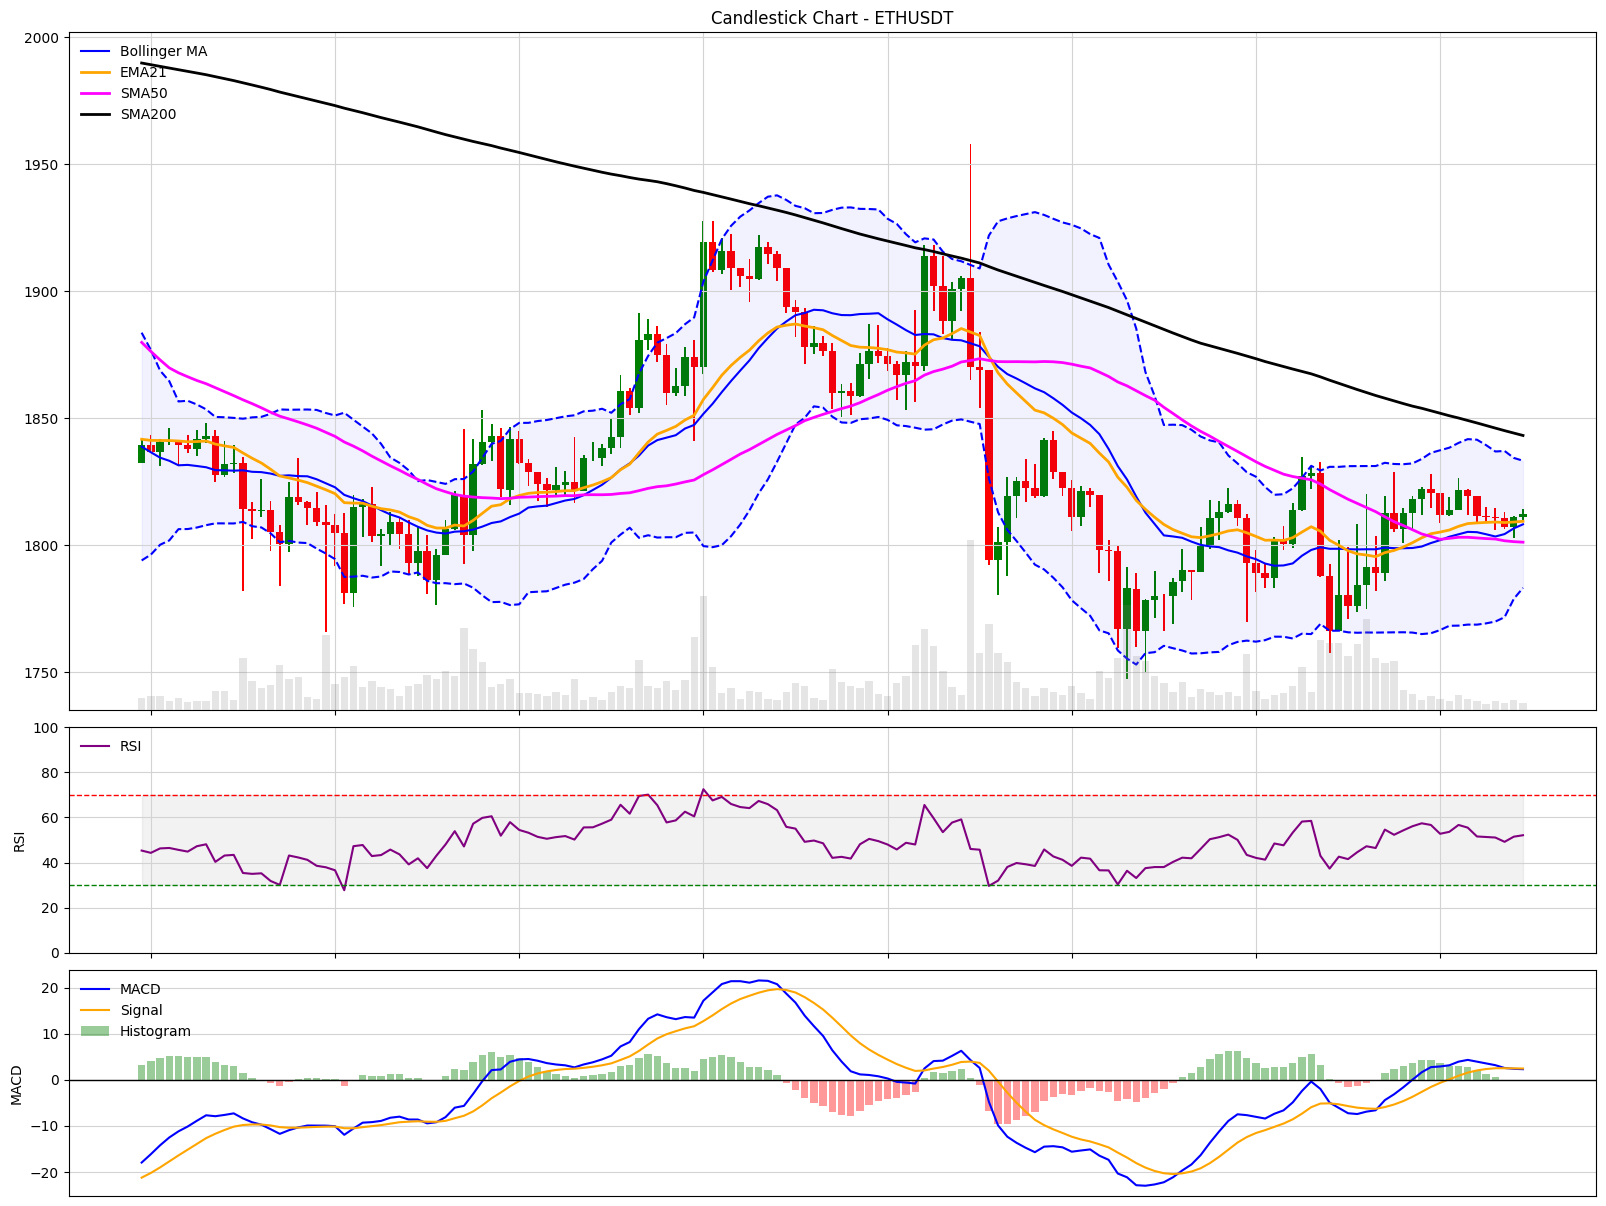 Candlestick Chart - ETHUSDT
2000
1950
1900
1850
1800
1750
Bollinger MA
EMA21
SMA50
SMA200
100
80
60
40
20
0
RSI
RSI
20
10
0
−10
−20
MACD
MACD
Signal
Histogram